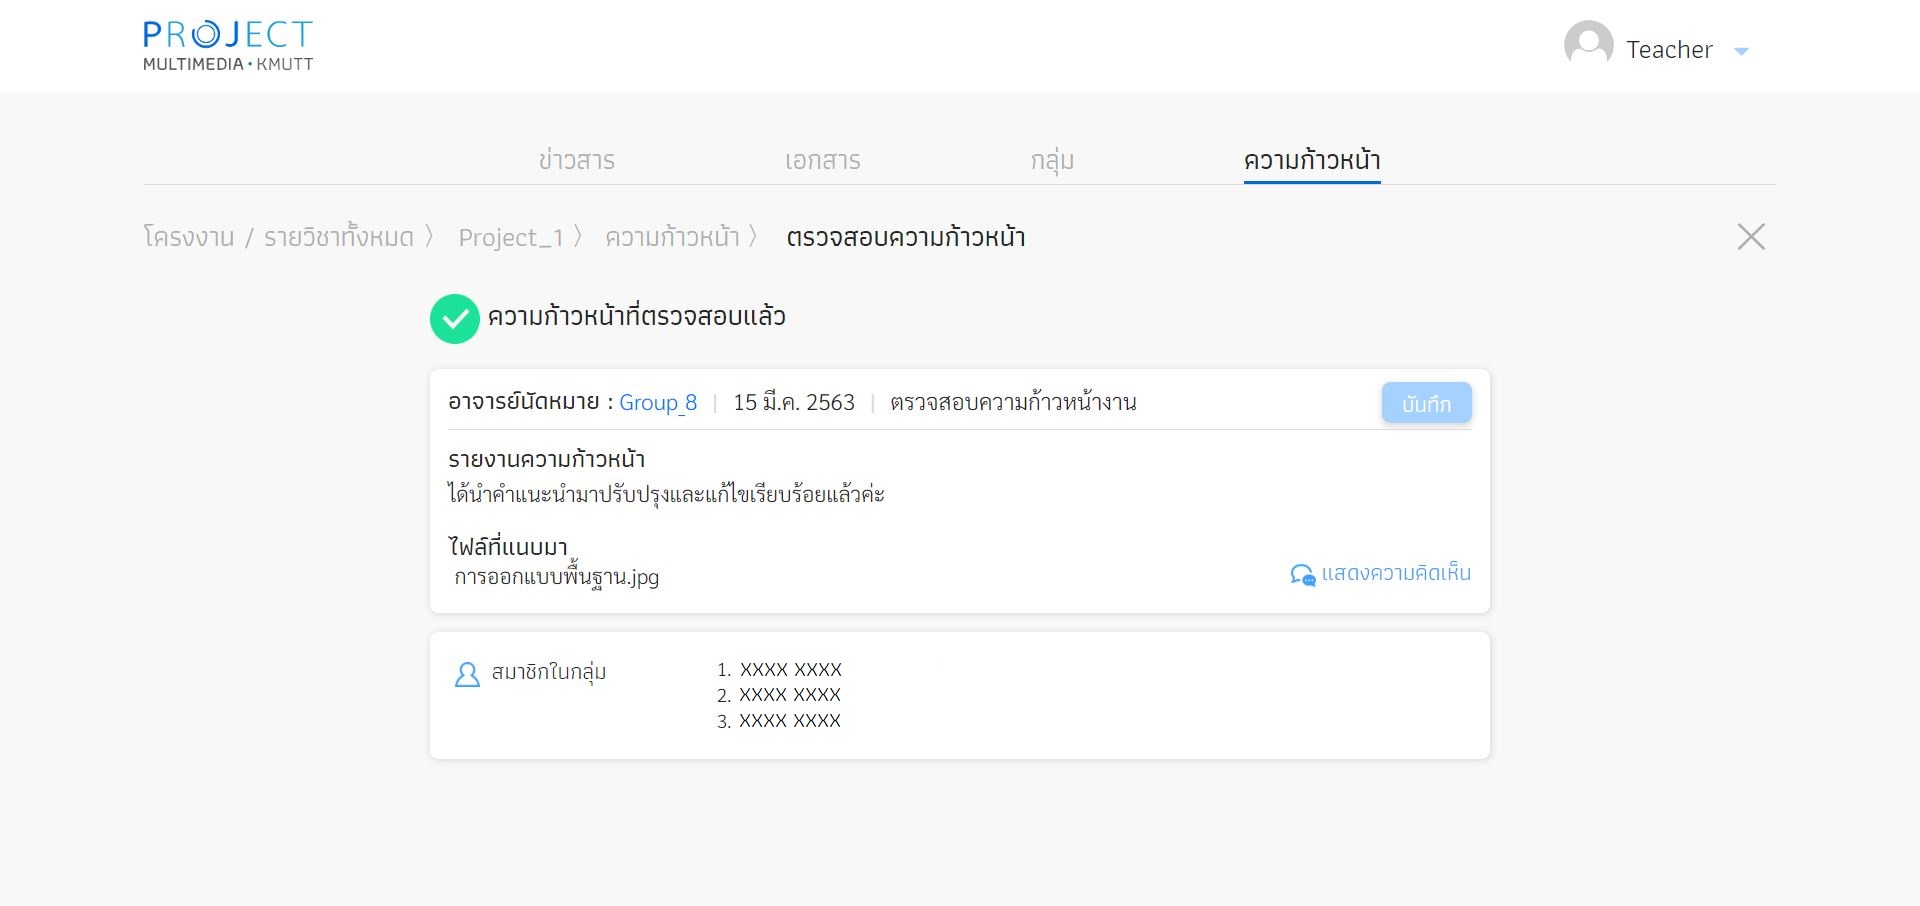 PROJECT
MULTIMEDIA • KMUTT
Teacher
ข่าวสาร เอกสาร กลุ่ม ความก้าวหน้า
โครงงาน / รายวิชาทั้งหมด 〉 Project_1 〉 ความก้าวหน้า 〉 ตรวจสอบความก้าวหน้า
ความก้าวหน้าที่ตรวจสอบแล้ว
อาจารย์นัดหมาย : Group_8 | 15 มี.ค. 2563 | ตรวจสอบความก้าวหน้างาน
บันทึก
รายงานความก้าวหน้า
ได้นำคำแนะนำมาปรับปรุงและแก้ไขเรียบร้อยแล้วค่ะ
ไฟล์ที่แนบมา
การออกแบบพื้นฐาน.jpg
แสดงความคิดเห็น
สมาชิกในกลุ่ม
1. XXXX XXXX
2. XXXX XXXX
3. XXXX XXXX